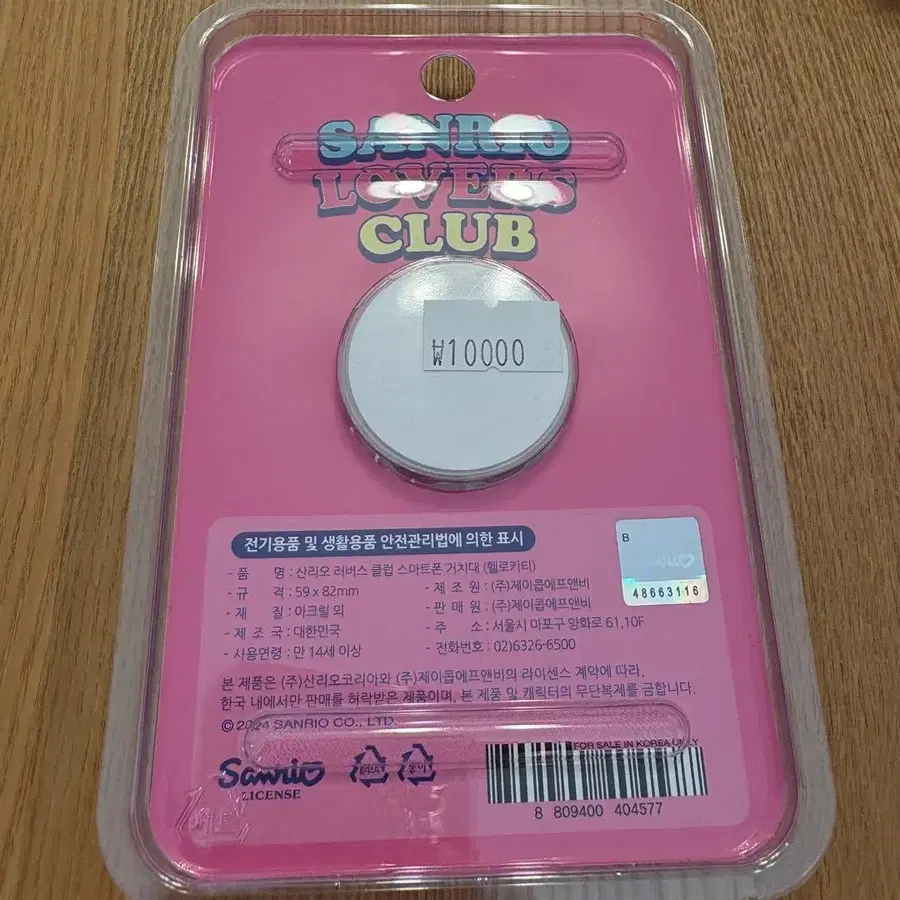 SANRIO
LOVERS
CLUB
₩10000
전기용품 및 생활용품 안전관리법에 의한 표시
- 품 명 : 산리오 러버스 클럽 스마트폰 거치대 (헬로키티)
- 규 격 : 59 x 82mm
- 재 질 : 아크릴 외
- 제 조 국 : 대한민국
- 사용연령 : 만 14세 이상
- 제 조 원 : (주)제이콥에프앤비
- 판 매 원 : (주)제이콥에프앤비
- 주 소 : 서울시 마포구 양화로 61,10F
- 전화번호 : 02)6326-6500
B
48663116
본 제품은 (주)산리오코리아와 (주)제이콥에프앤비의 라이센스 계약에 따라,
한국 내에서만 판매를 허락받은 제품이며, 본 제품 및 캐릭터의 무단복제를 금합니다.
© 2024 SANRIO CO., LTD.
Sanrio
LICENSE
종이
FOR SALE IN KOREA ONLY
8 809400 404577